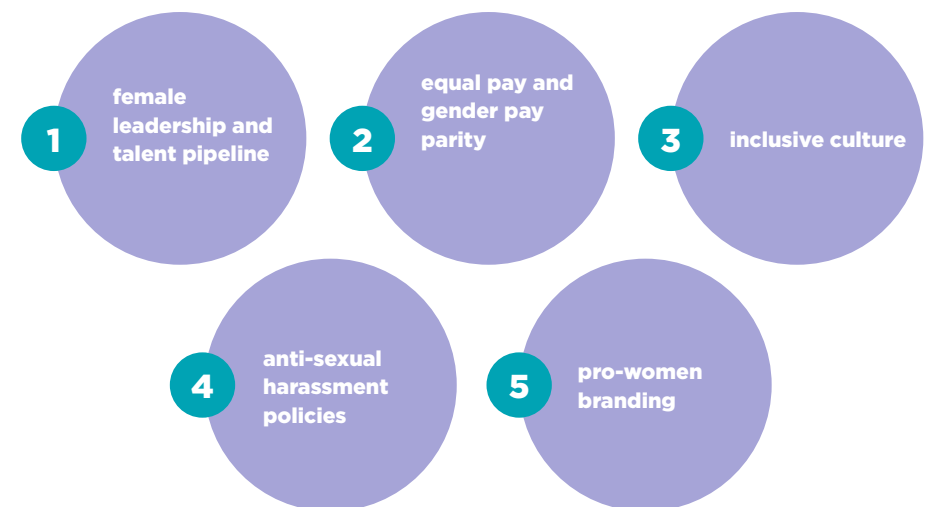 1
female
leadership and
talent pipeline
2
equal pay and
gender pay
parity
3
inclusive culture
4
anti-sexual
harassment
policies
5
pro-women
branding